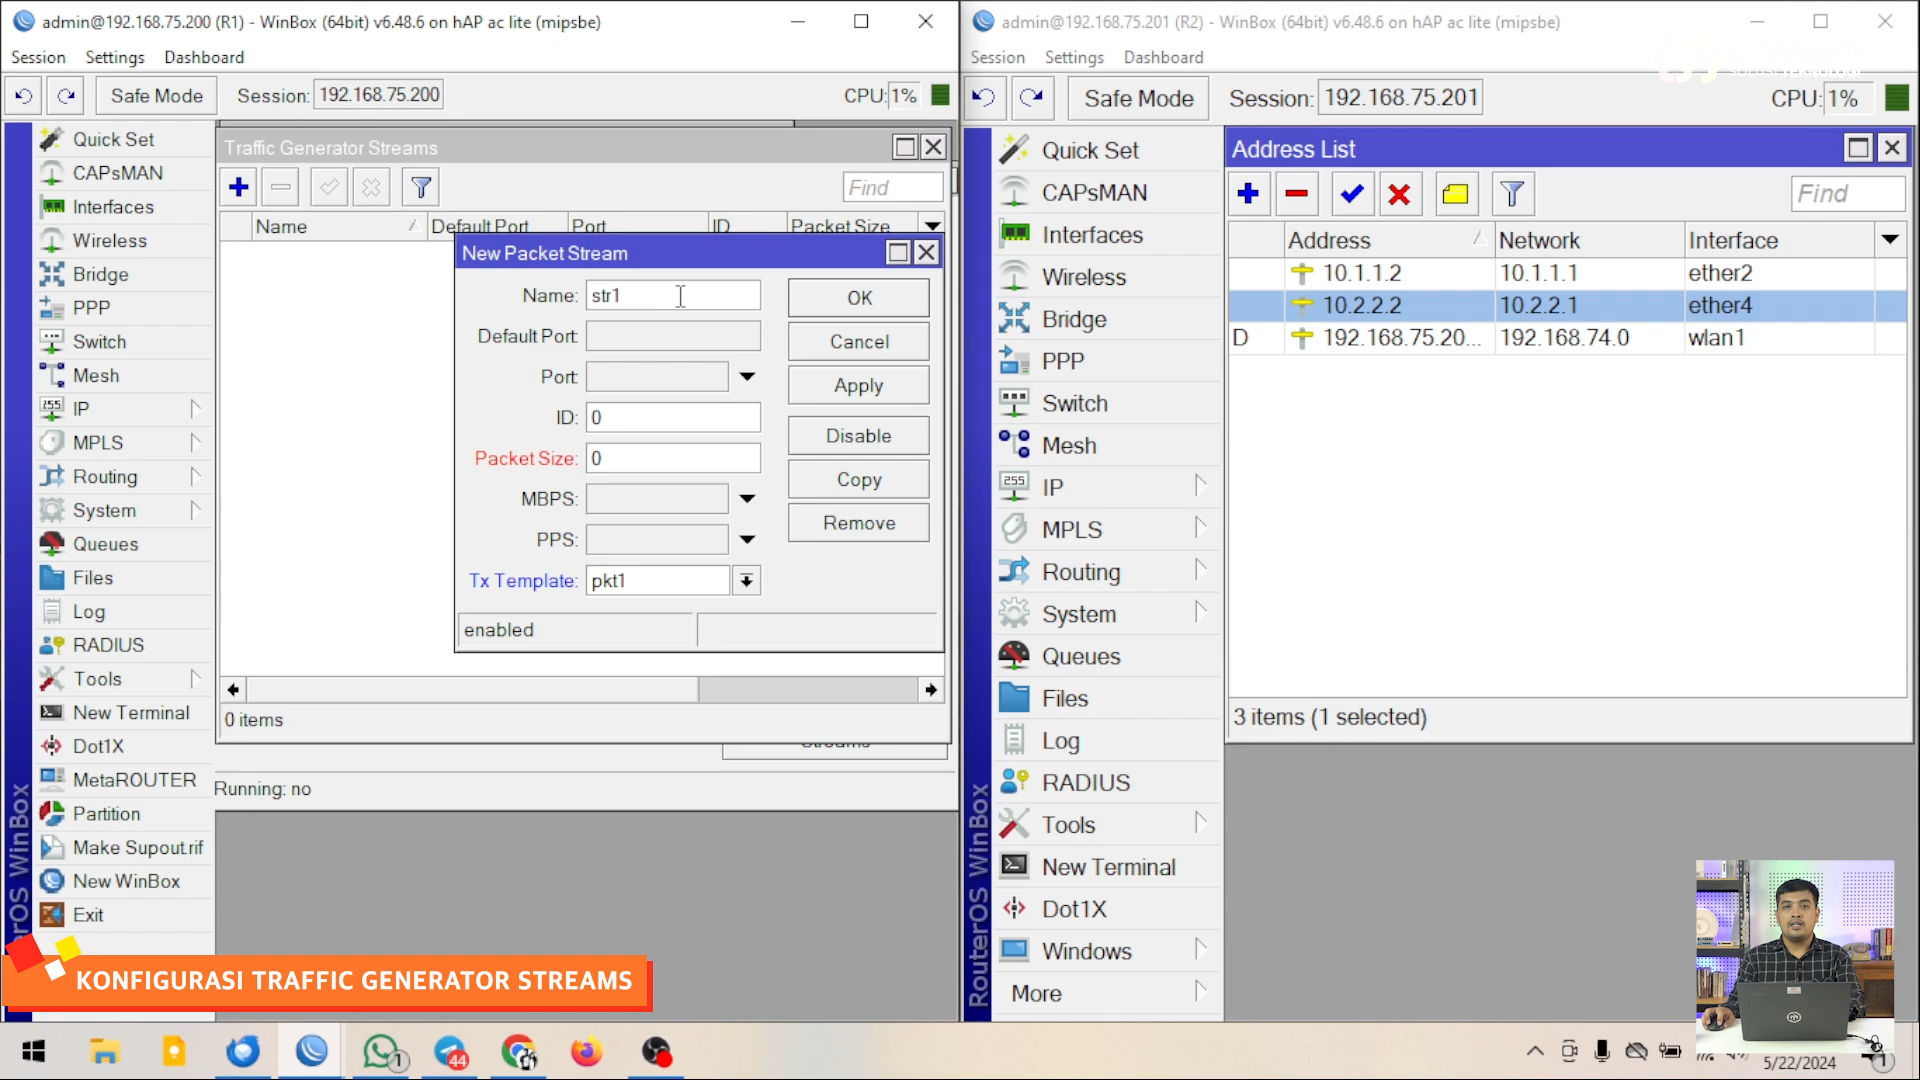 admin@192.168.75.200 (R1) - WinBox (64bit) v6.48.6 on hAP ac lite (mipsbe)
Session Settings Dashboard
Safe Mode Session: 192.168.75.200 CPU: 1%
Quick Set
CAPsMAN
Interfaces
Wireless
Bridge
PPP
Switch
Mesh
IP
MPLS
Routing
System
Queues
Files
Log
RADIUS
Tools
New Terminal
Dot1X
MetaROUTER
Partition
Make Supout.rif
New WinBox
Exit
Traffic Generator Streams
Find
Name Default Port Port ID Packet Size
New Packet Stream
Name: str1
Default Port:
Port:
ID: 0
Packet Size: 0
MBPS:
PPS:
Tx Template: pkt1
enabled
OK
Cancel
Apply
Disable
Copy
Remove
0 items
Streams
Running: no
KONFIGURASI TRAFFIC GENERATOR STREAMS
admin@192.168.75.201 (R2) - WinBox (64bit) v6.48.6 on hAP ac lite (mipsbe)
Session Settings Dashboard
Safe Mode Session: 192.168.75.201 CPU: 1%
RouterOS WinBox
Quick Set
CAPsMAN
Interfaces
Wireless
Bridge
PPP
Switch
Mesh
IP
MPLS
Routing
System
Queues
Files
Log
RADIUS
Tools
New Terminal
Dot1X
Windows
More
Address List
Find
Address Network Interface
10.1.1.2 10.1.1.1 ether2
10.2.2.2 10.2.2.1 ether4
D 192.168.75.20... 192.168.74.0 wlan1
3 items (1 selected)
1
44
5/22/2024
1